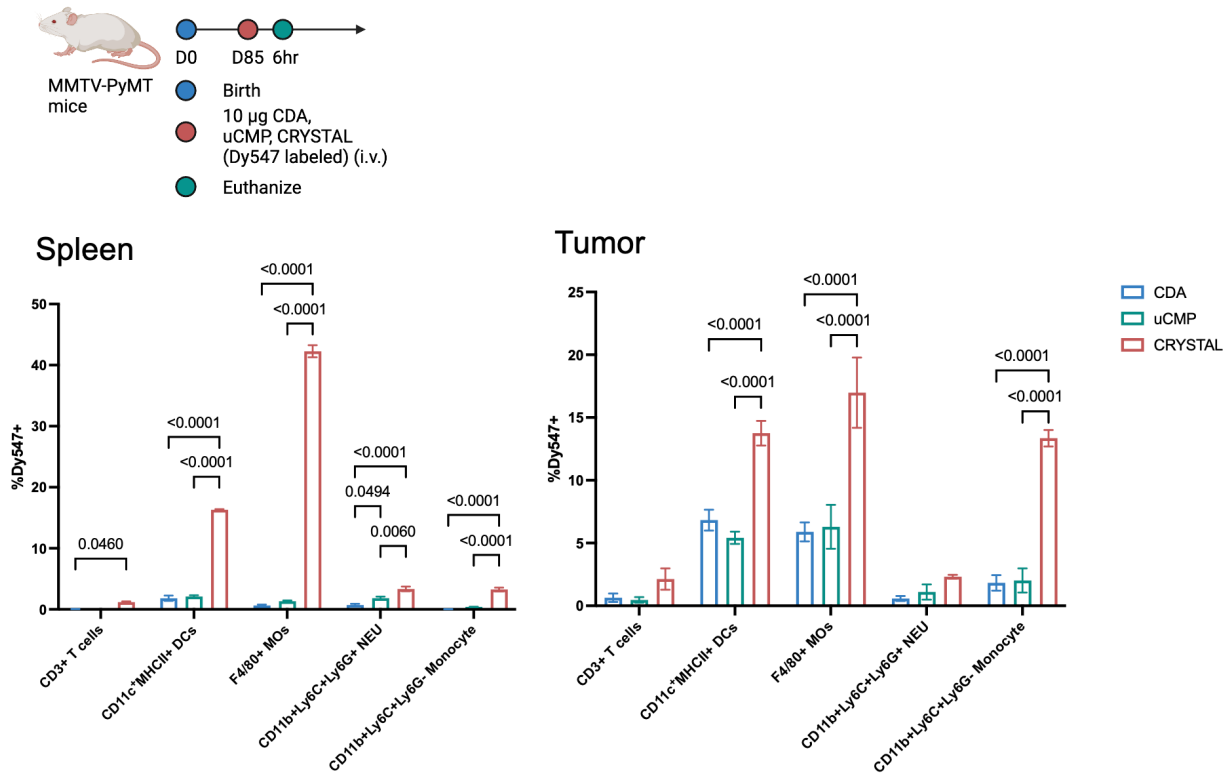 MMTV-PyMT
mice
D0
D85
6hr
Birth
10 µg CDA,
uCMP, CRYSTAL
(Dy547 labeled) (i.v.)
Euthanize
Spleen
%Dy547+
50
40
30
20
10
0
0.0460
<0.0001
<0.0001
<0.0001
<0.0001
<0.0001
0.0494
0.0060
<0.0001
<0.0001
CD3+ T cells
CD11c+MHCII+ DCs
F4/80+ MOs
CD11b+Ly6C+Ly6G+ NEU
CD11b+Ly6C+Ly6G- Monocyte
Tumor
%Dy547+
25
20
15
10
5
0
<0.0001
<0.0001
<0.0001
<0.0001
<0.0001
<0.0001
CD3+ T cells
CD11c+MHCII+ DCs
F4/80+ MOs
CD11b+Ly6C+Ly6G+ NEU
CD11b+Ly6C+Ly6G- Monocyte
CDA
uCMP
CRYSTAL